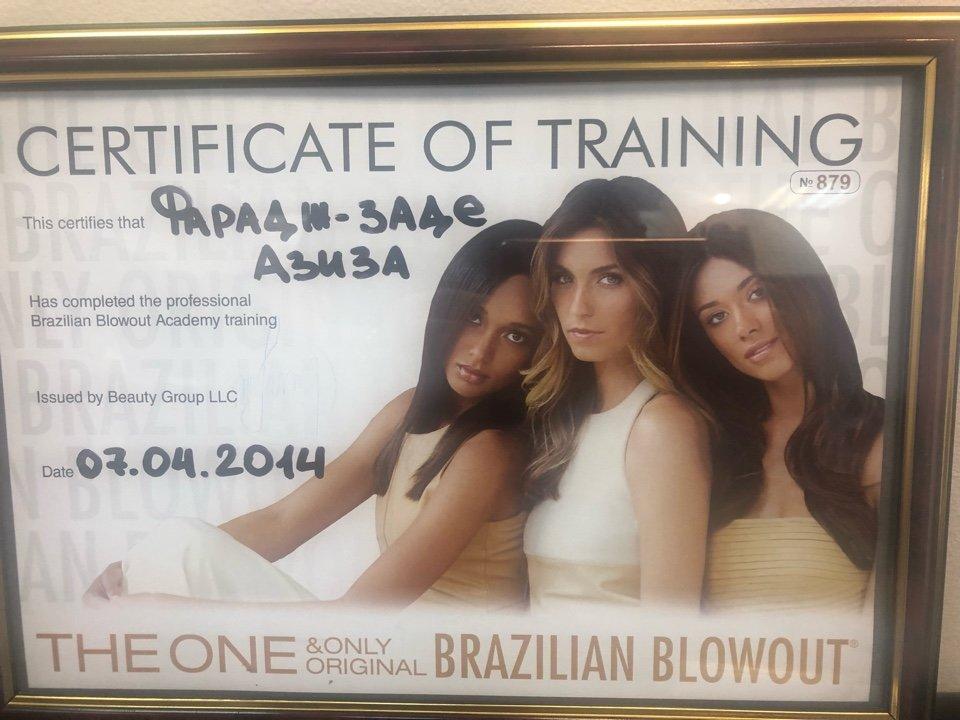 CERTIFICATE OF TRAINING
№ 879
This certifies that ФАРАДЖ-ЗАДЕ
АЗИЗА
Has completed the professional
Brazilian Blowout Academy training
Issued by Beauty Group LLC
Date 07.04.2014
THE ONE &ONLY ORIGINAL BRAZILIAN BLOWOUT®